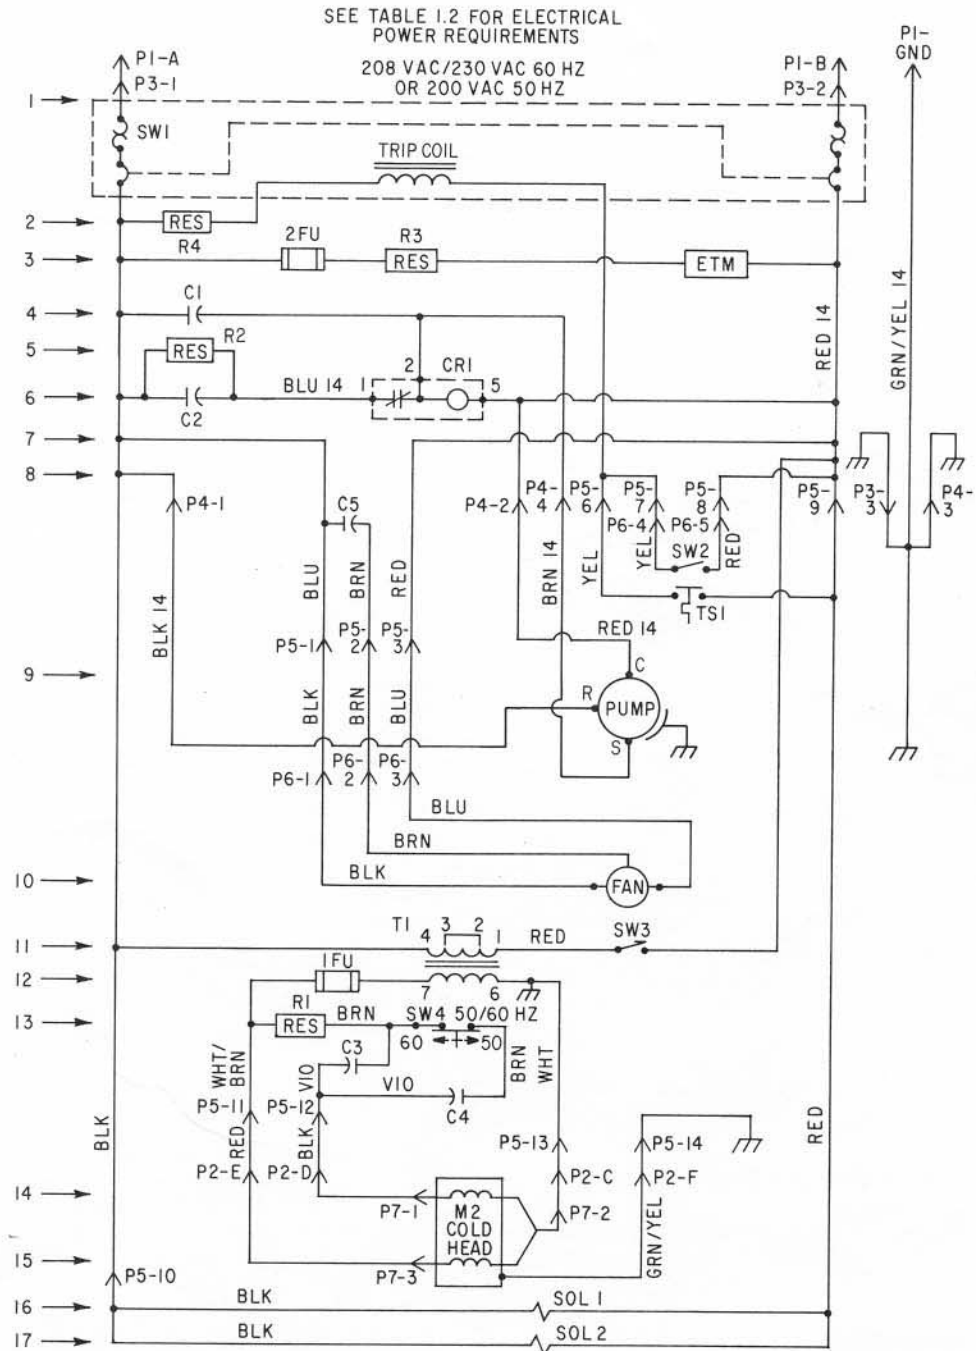 SEE TABLE 1.2 FOR ELECTRICAL
POWER REQUIREMENTS
208 VAC/230 VAC 60 HZ
OR 200 VAC 50 HZ
P1-A
P3-1
P1-B
P3-2
P1-
GND
1
SW1
TRIP COIL
2
RES
R4
2FU
R3
3
RES
ETM
4
C1
5
RES
R2
2
CR1
6
C2
BLU 14
1
5
RED 14
GRN/YEL 14
7
8
P4-1
C5
P4-2
P4-
4
P5-
6
P5-
7
P5-
8
P5-
9
P3-
3
P4-
3
P6-4
P6-5
SW2
YEL
RED
BLU
BRN
RED
BRN 14
YEL
TS1
BLK 14
RED 14
P5-1
P5-
2
P5-
3
9
C
R
PUMP
S
BLK
BRN
BLU
P6-1
P6-
2
P6-
3
BLU
BRN
BLK
10
FAN
T1
4
3
2
1
RED
SW3
11
12
1FU
7
6
13
R1
RES
BRN
SW4 50/60 HZ
60
50
C3
WHT/
BRN
VIO
VIO
C4
BRN
WHT
BLK
RED
P5-11
P5-12
P5-13
P5-14
RED
BLK
P2-E
P2-D
P2-C
P2-F
14
P7-1
M2
COLD
HEAD
P7-2
GRN/YEL
15
P7-3
P5-10
16
BLK
SOL 1
17
BLK
SOL 2